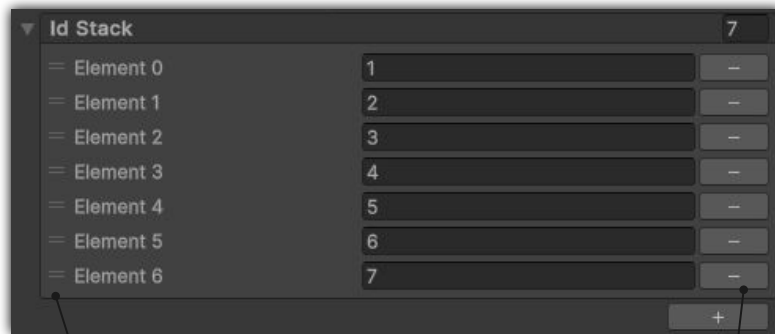 Id Stack 7
Element 0 1 −
Element 1 2 −
Element 2 3 −
Element 3 4 −
Element 4 5 −
Element 5 6 −
Element 6 7 −
+